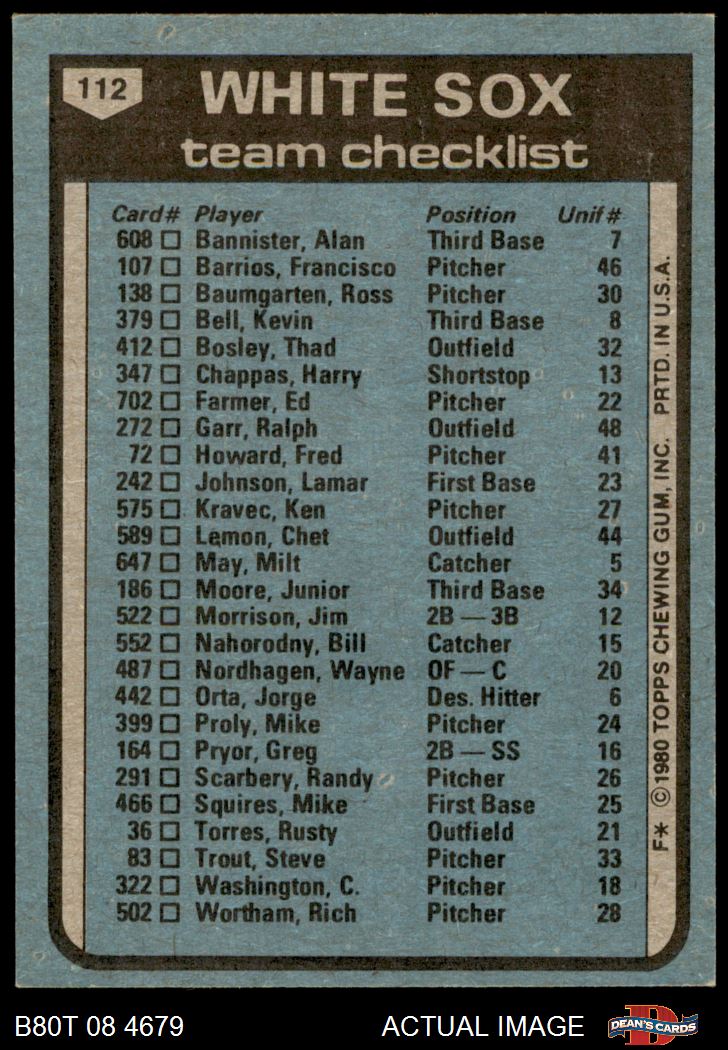 112
WHITE SOX
team checklist
Card# Player Position Unif#
608 Bannister, Alan Third Base 7
107 Barrios, Francisco Pitcher 46
138 Baumgarten, Ross Pitcher 30
379 Bell, Kevin Third Base 8
412 Bosley, Thad Outfield 32
347 Chappas, Harry Shortstop 13
702 Farmer, Ed Pitcher 22
272 Garr, Ralph Outfield 48
72 Howard, Fred Pitcher 41
242 Johnson, Lamar First Base 23
575 Kravec, Ken Pitcher 27
589 Lemon, Chet Outfield 44
647 May, Milt Catcher 5
186 Moore, Junior Third Base 34
522 Morrison, Jim 2B — 3B 12
552 Nahorodny, Bill Catcher 15
487 Nordhagen, Wayne OF — C 20
442 Orta, Jorge Des. Hitter 6
399 Proly, Mike Pitcher 24
164 Pryor, Greg 2B — SS 16
291 Scarbery, Randy Pitcher 26
466 Squires, Mike First Base 25
36 Torres, Rusty Outfield 21
83 Trout, Steve Pitcher 33
322 Washington, C. Pitcher 18
502 Wortham, Rich Pitcher 28
F* © 1980 TOPPS CHEWING GUM, INC. PRTD. IN U.S.A.
B80T 08 4679 ACTUAL IMAGE
D
DEAN'S CARDS